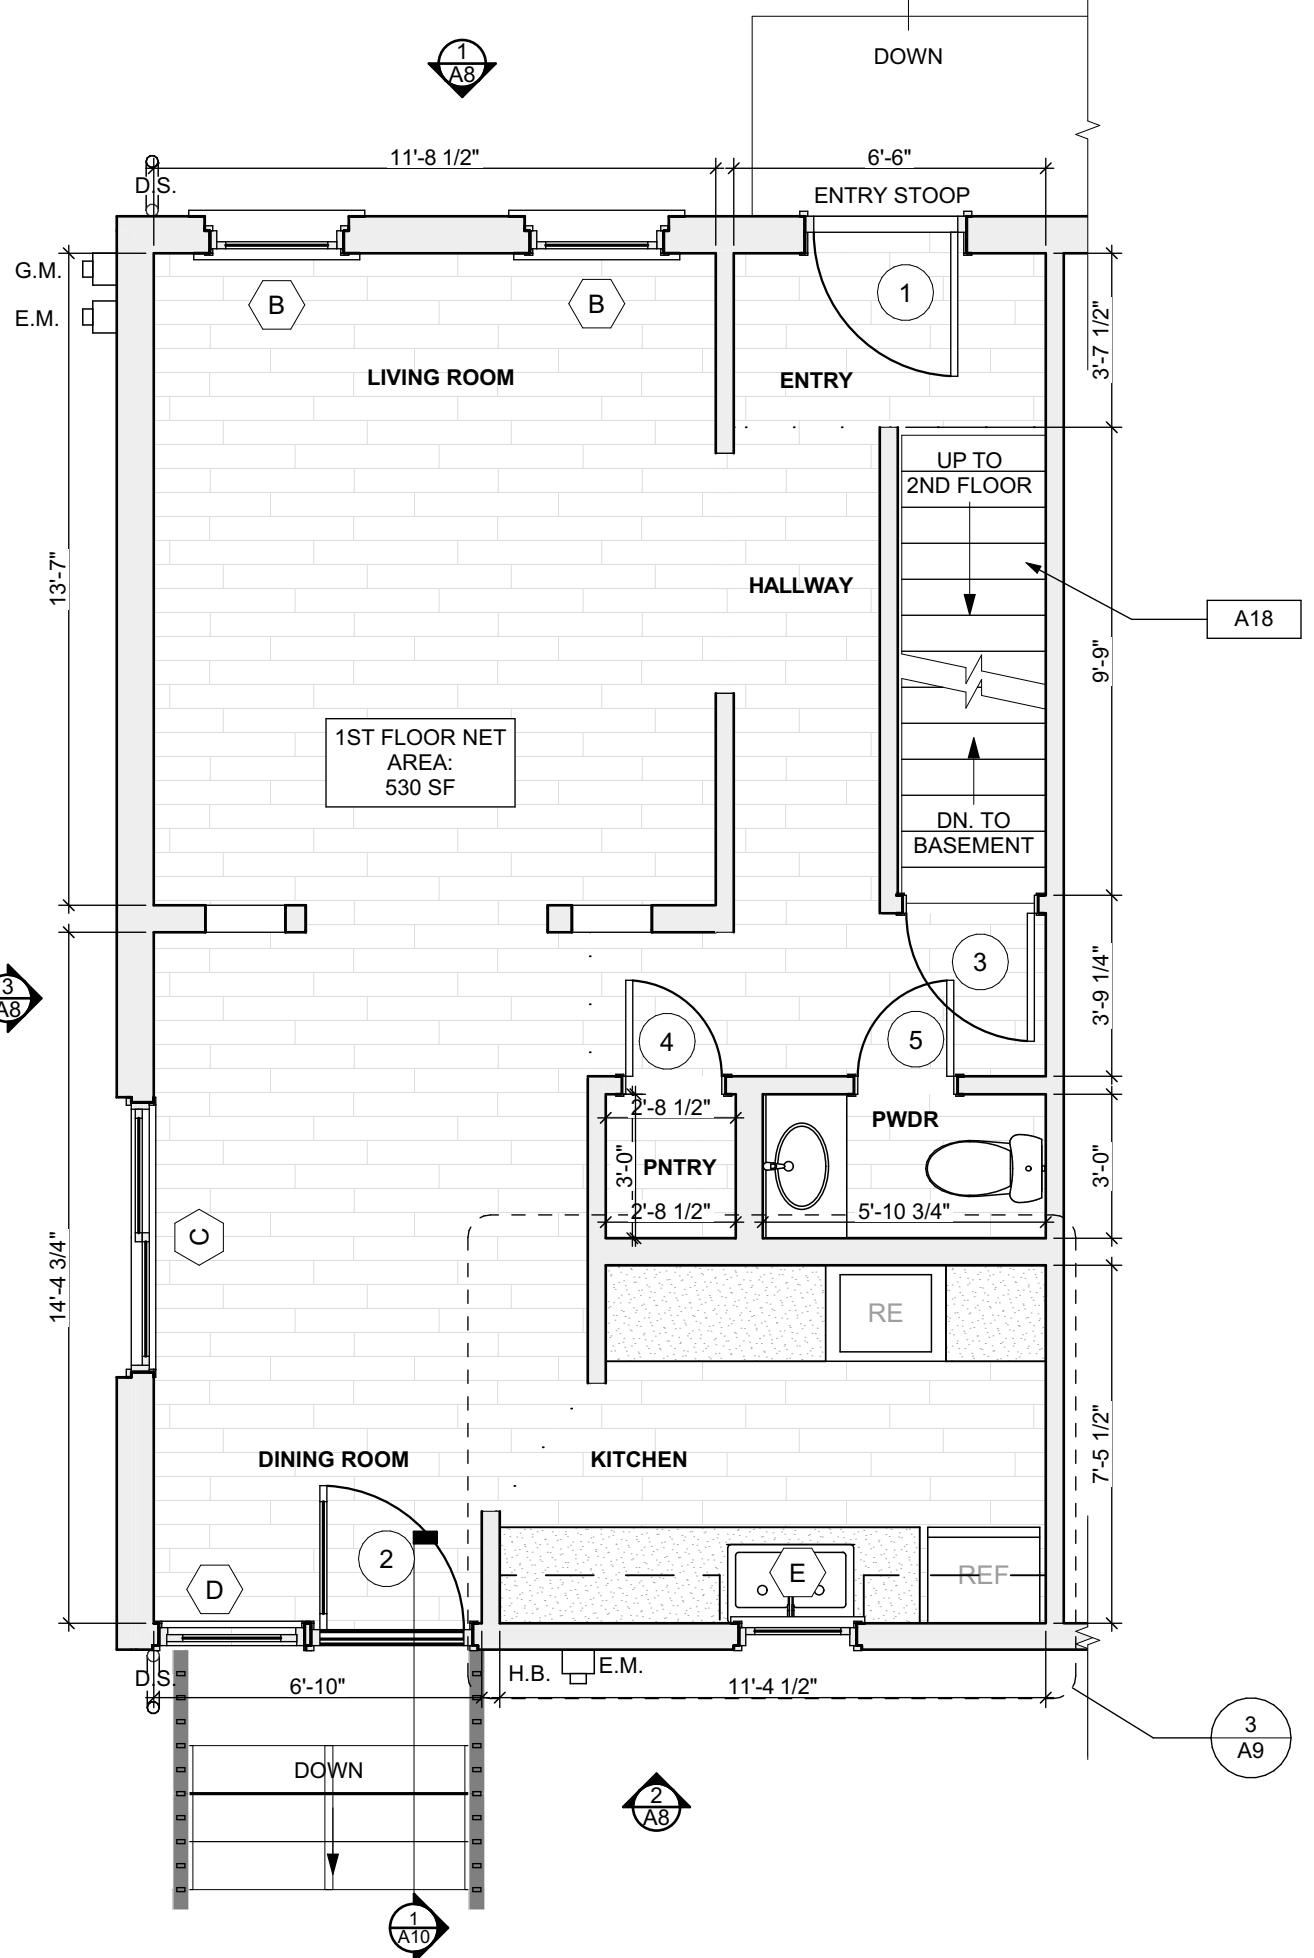 DOWN
1
A8
11'-8 1/2"
6'-6"
D.S.
ENTRY STOOP
G.M.
E.M.
B
B
1
3'-7 1/2"
LIVING ROOM
ENTRY
UP TO
2ND FLOOR
13'-7"
HALLWAY
A18
9'-9"
1ST FLOOR NET
AREA:
530 SF
DN. TO
BASEMENT
3
A8
3
3'-9 1/4"
4
5
2'-8 1/2"
PWDR
3'-0"
PNTRY
3'-0"
2'-8 1/2"
5'-10 3/4"
C
14'-4 3/4"
RE
7'-5 1/2"
DINING ROOM
KITCHEN
2
D
E
REF
D.S.
6'-10"
H.B.
E.M.
11'-4 1/2"
3
A9
DOWN
2
A8
1
A10